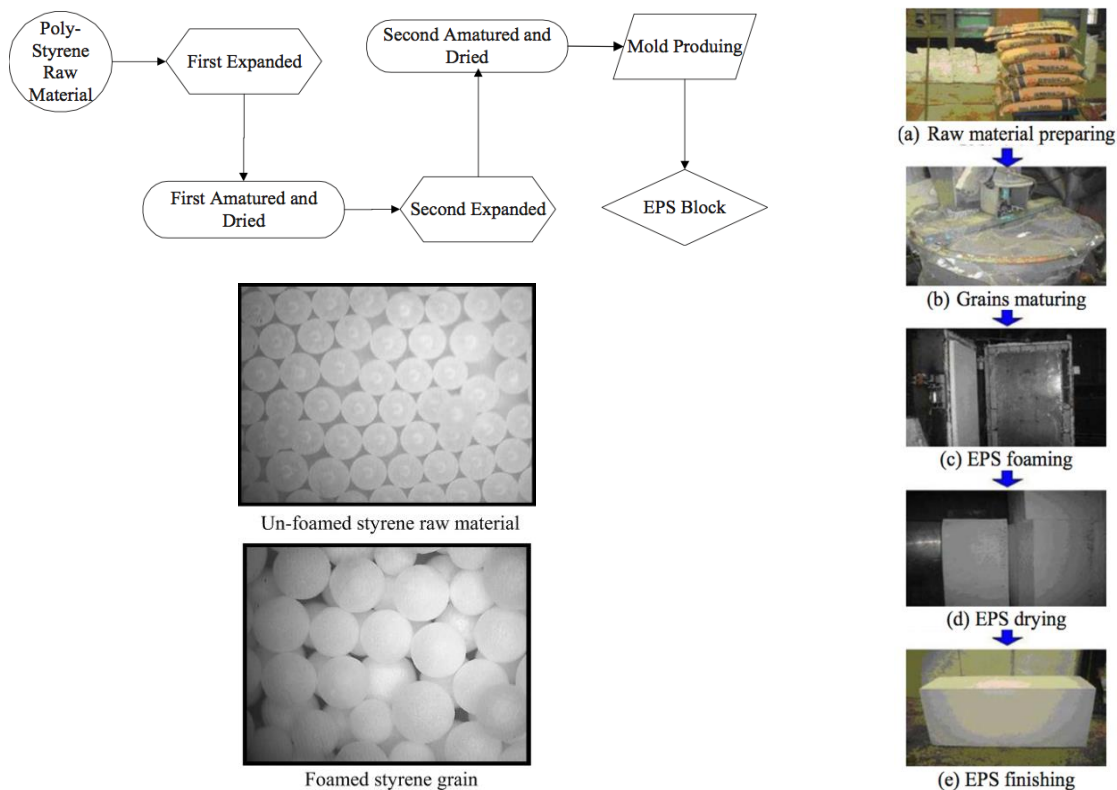 Poly-
Styrene
Raw
Material
First Expanded
First Amatured and
Dried
Second Expanded
Second Amatured and
Dried
Mold Produing
EPS Block
Un-foamed styrene raw material
Foamed styrene grain
(a) Raw material preparing
(b) Grains maturing
(c) EPS foaming
(d) EPS drying
(e) EPS finishing